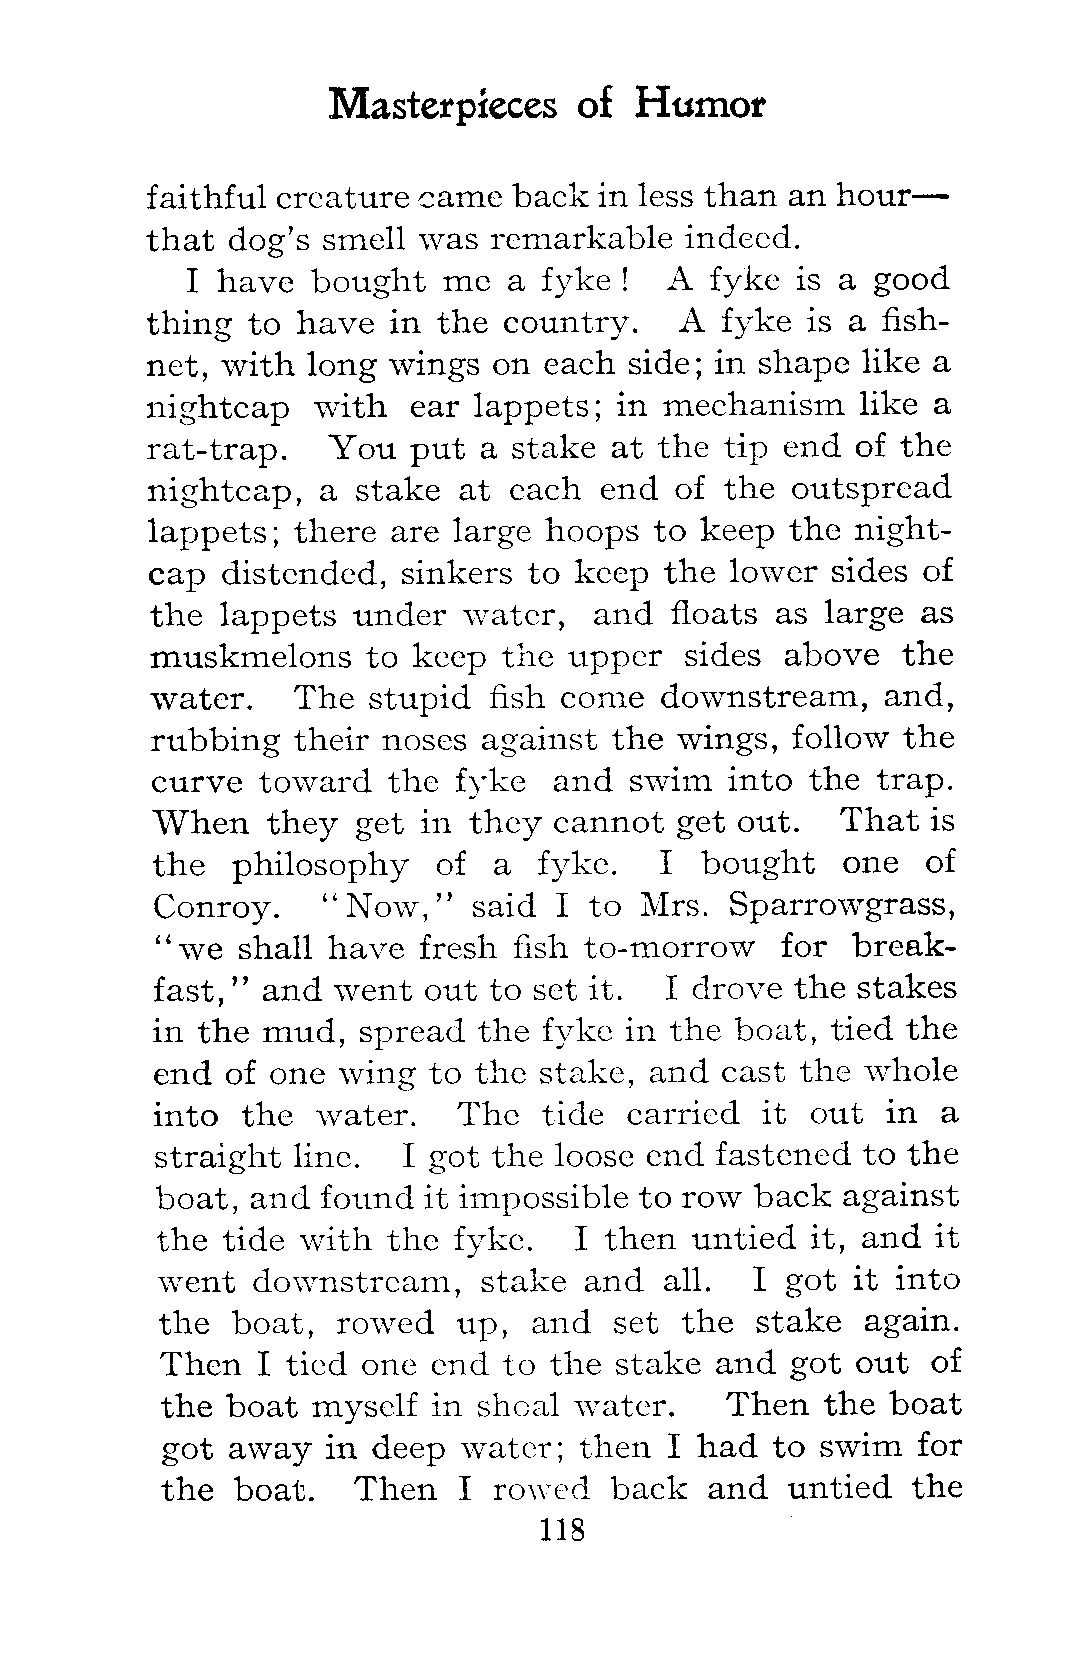 Masterpieces of Humor
faithful creature came back in less than an hour—
that dog's smell was remarkable indeed.
I have bought me a fyke! A fyke is a good
thing to have in the country. A fyke is a fish-
net, with long wings on each side; in shape like a
nightcap with ear lappets; in mechanism like a
rat-trap. You put a stake at the tip end of the
nightcap, a stake at each end of the outspread
lappets; there are large hoops to keep the night-
cap distended, sinkers to keep the lower sides of
the lappets under water, and floats as large as
muskmelons to keep the upper sides above the
water. The stupid fish come downstream, and,
rubbing their noses against the wings, follow the
curve toward the fyke and swim into the trap.
When they get in they cannot get out. That is
the philosophy of a fyke. I bought one of
Conroy. "Now," said I to Mrs. Sparrowgrass,
"we shall have fresh fish to-morrow for break-
fast," and went out to set it. I drove the stakes
in the mud, spread the fyke in the boat, tied the
end of one wing to the stake, and cast the whole
into the water. The tide carried it out in a
straight line. I got the loose end fastened to the
boat, and found it impossible to row back against
the tide with the fyke. I then untied it, and it
went downstream, stake and all. I got it into
the boat, rowed up, and set the stake again.
Then I tied one end to the stake and got out of
the boat myself in shoal water. Then the boat
got away in deep water; then I had to swim for
the boat. Then I rowed back and untied the
118